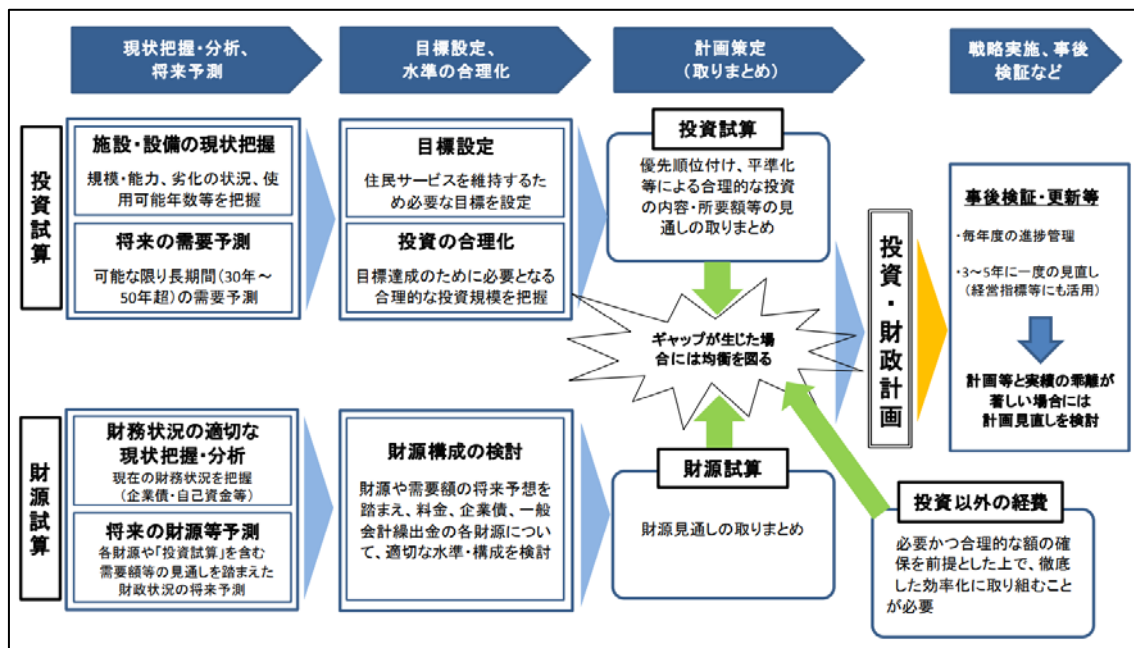 現状把握・分析、
将来予測
目標設定、
水準の合理化
計画策定
（取りまとめ）
戦略実施、事後
検証など
投資試算
施設・設備の現状把握
規模・能力、劣化の状況、使
用可能年数等を把握
将来の需要予測
可能な限り長期間（30年～
50年超）の需要予測
目標設定
住民サービスを維持するた
め必要な目標を設定
投資の合理化
目標達成のために必要となる
合理的な投資規模を把握
投資試算
優先順位付け、平準化
等による合理的な投資
の内容・所要額等の見
通しの取りまとめ
ギャップが生じた場
合には均衡を図る
投資・財政計画
事後検証・更新等
・毎年度の進捗管理
・3～5年に一度の見直し
（経営指標等にも活用）
計画等と実績の乖離が
著しい場合には
計画見直しを検討
財源試算
財務状況の適切な
現状把握・分析
現在の財務状況を把握
（企業債・自己資金等）
将来の財源等予測
各財源や「投資試算」を含む
需要額等の見通しを踏まえた
財政状況の将来予測
財源構成の検討
財源や需要額の将来予想を
踏まえ、料金、企業債、一般
会計繰出金の各財源につい
て、適切な水準・構成を検討
財源試算
財源見通しの取りまとめ
投資以外の経費
必要かつ合理的な額の確
保を前提とした上で、徹底
した効率化に取り組むこと
が必要